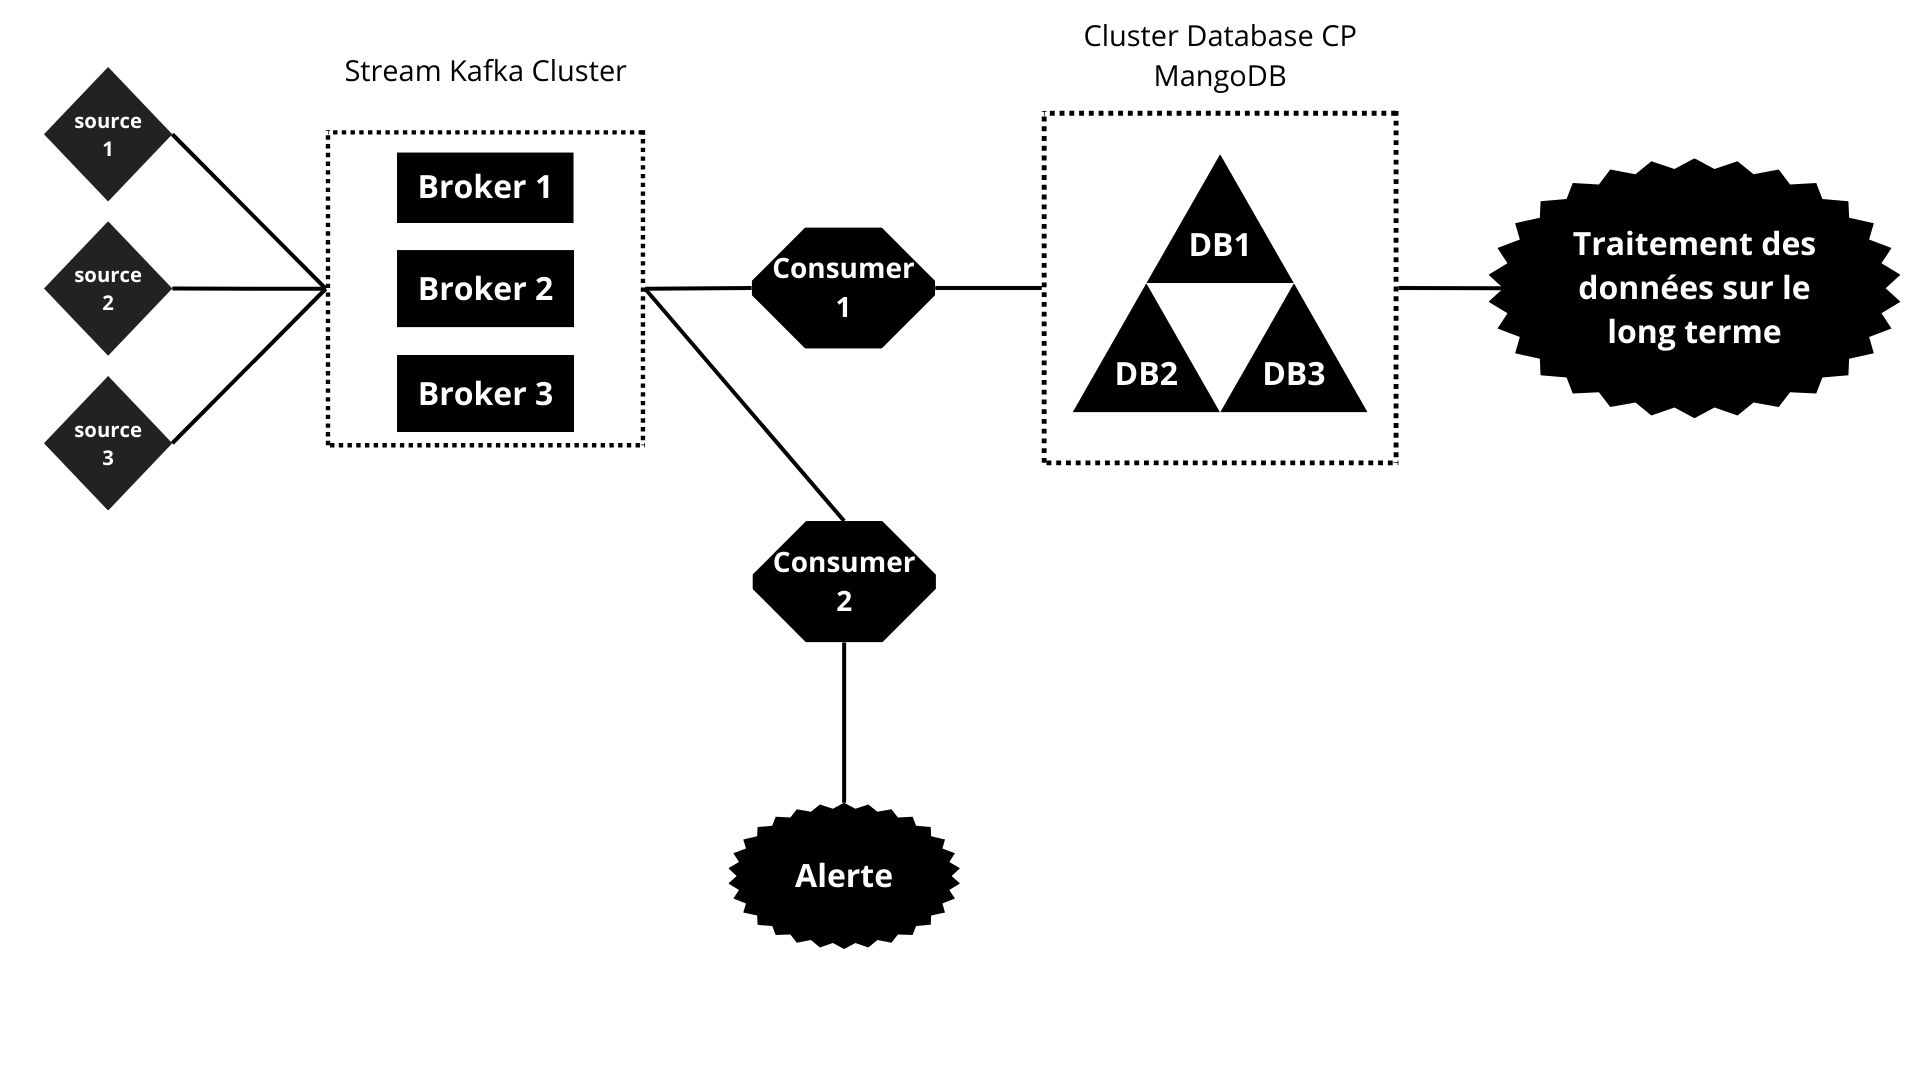 Cluster Database CP
MangoDB
Stream Kafka Cluster
source
1
source
2
source
3
Broker 1
Broker 2
Broker 3
Consumer
1
Consumer
2
Alerte
DB1
DB2
DB3
Traitement des
données sur le
long terme